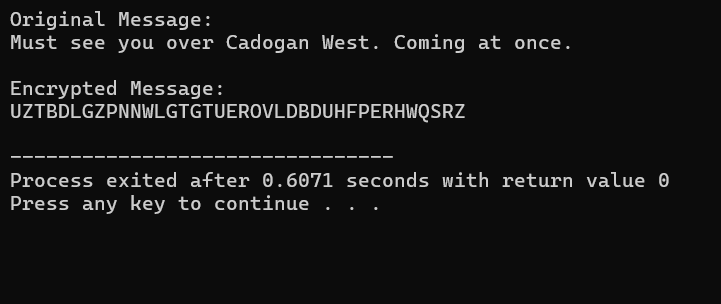 Original Message:
Must see you over Cadogan West. Coming at once.
Encrypted Message:
UZTBDLGZPNNWLGTGTUEROVLDBDUHFPERHWQSRZ
--------------------------------
Process exited after 0.6071 seconds with return value 0
Press any key to continue . . .